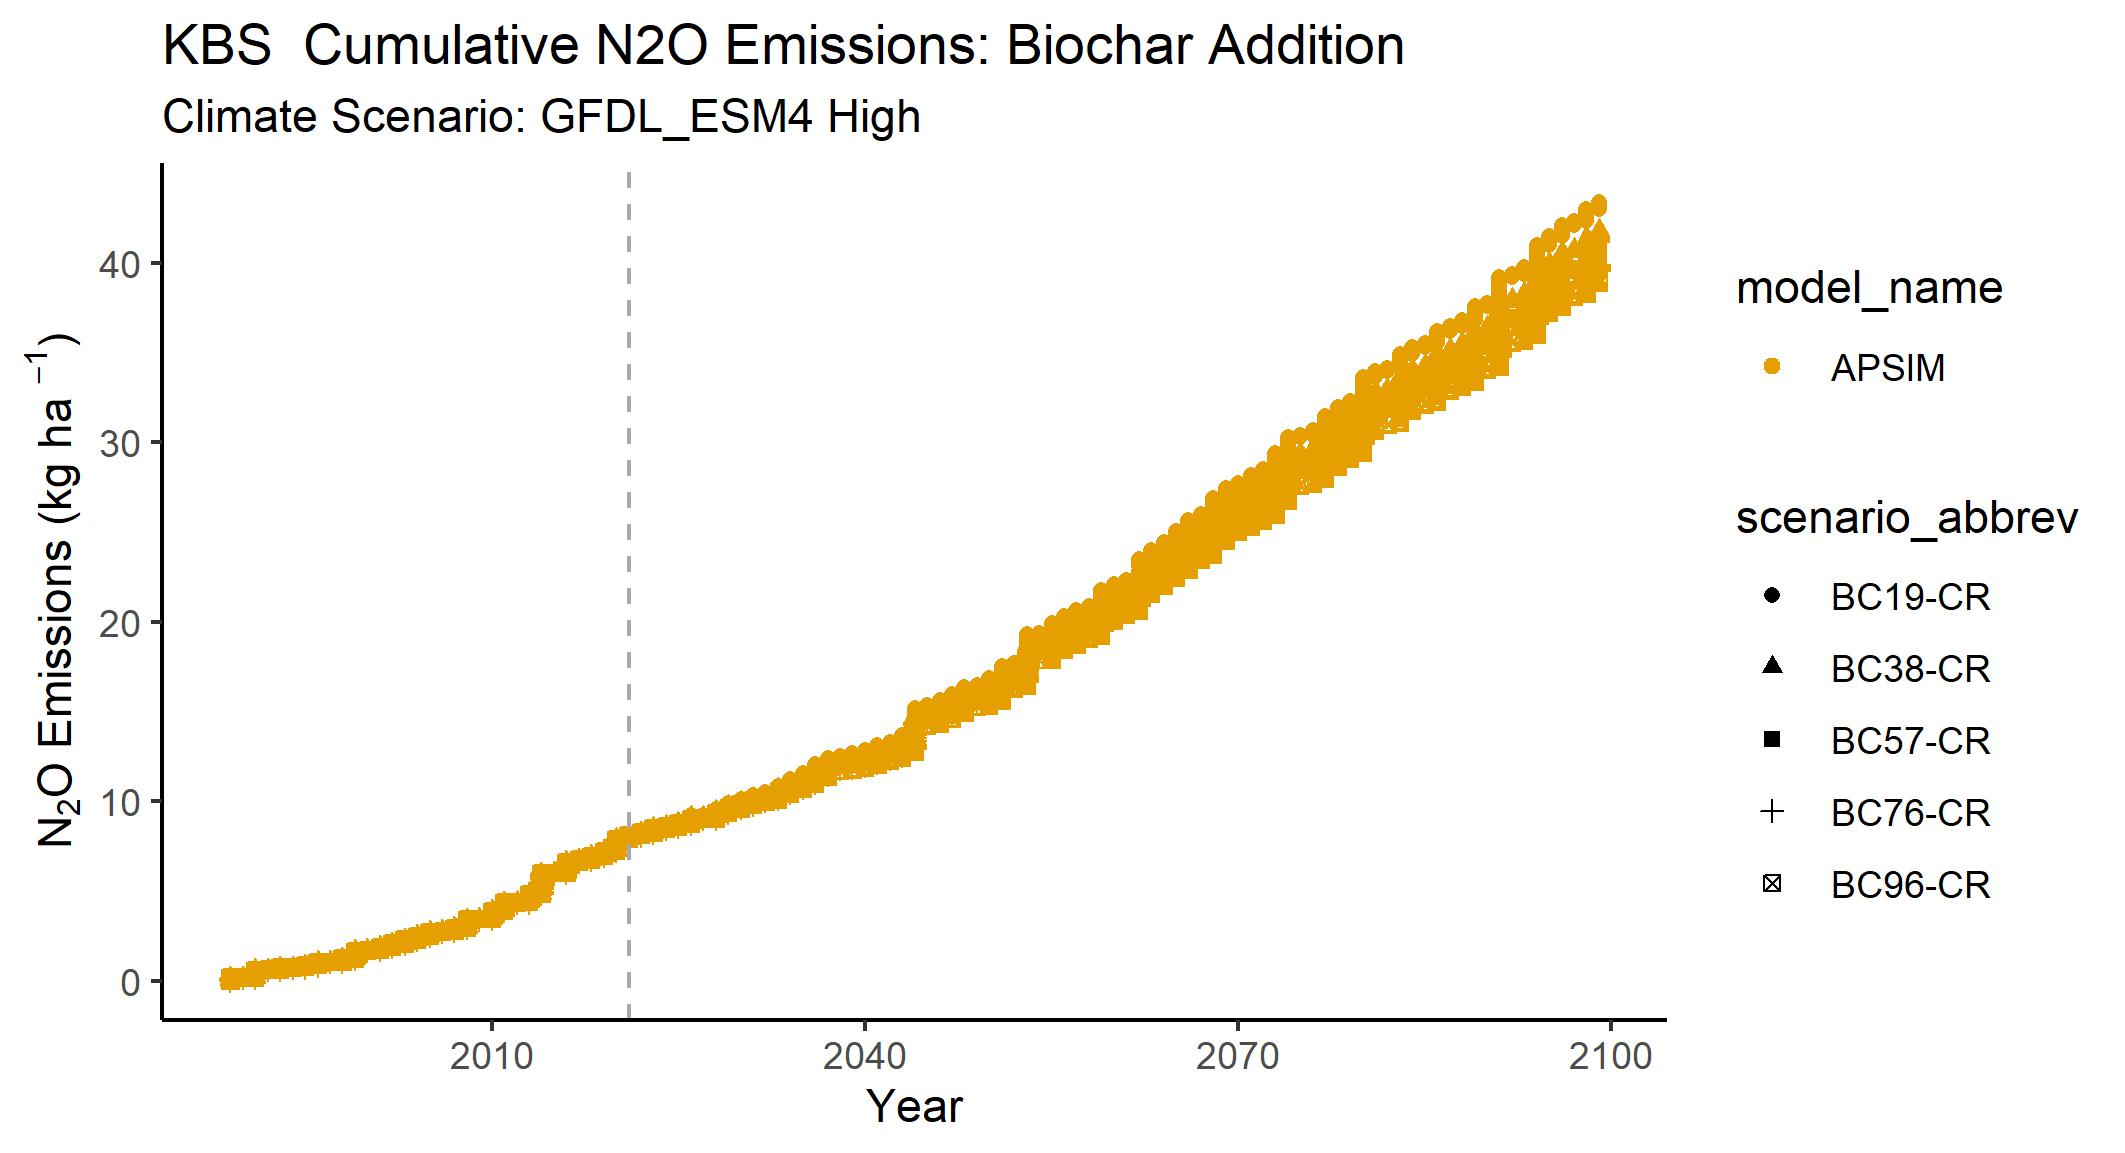 KBS  Cumulative N2O Emissions: Biochar Addition
Climate Scenario: GFDL_ESM4 High
N₂O Emissions (kg ha ⁻¹)
40
30
20
10
0
2010 2040 2070 2100
Year
model_name
APSIM
scenario_abbrev
BC19-CR
BC38-CR
BC57-CR
BC76-CR
BC96-CR